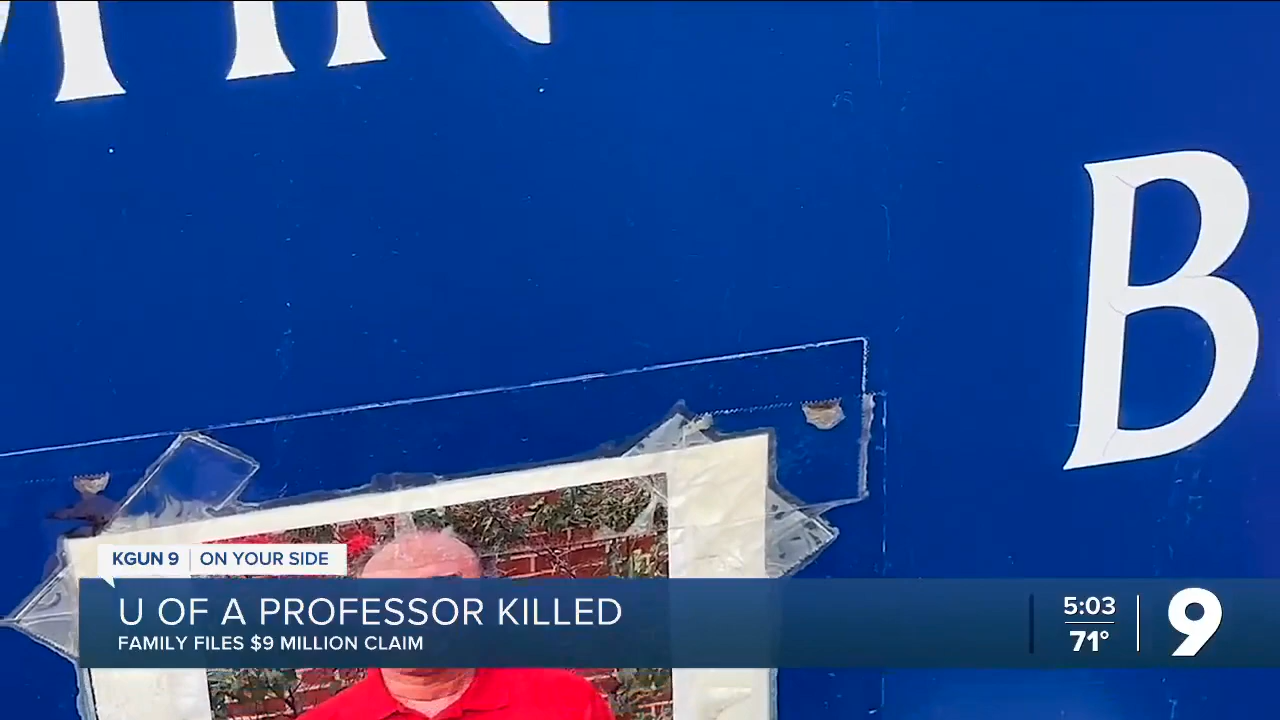 B
KGUN 9 | ON YOUR SIDE
U OF A PROFESSOR KILLED
FAMILY FILES $9 MILLION CLAIM
5:03
71°
9